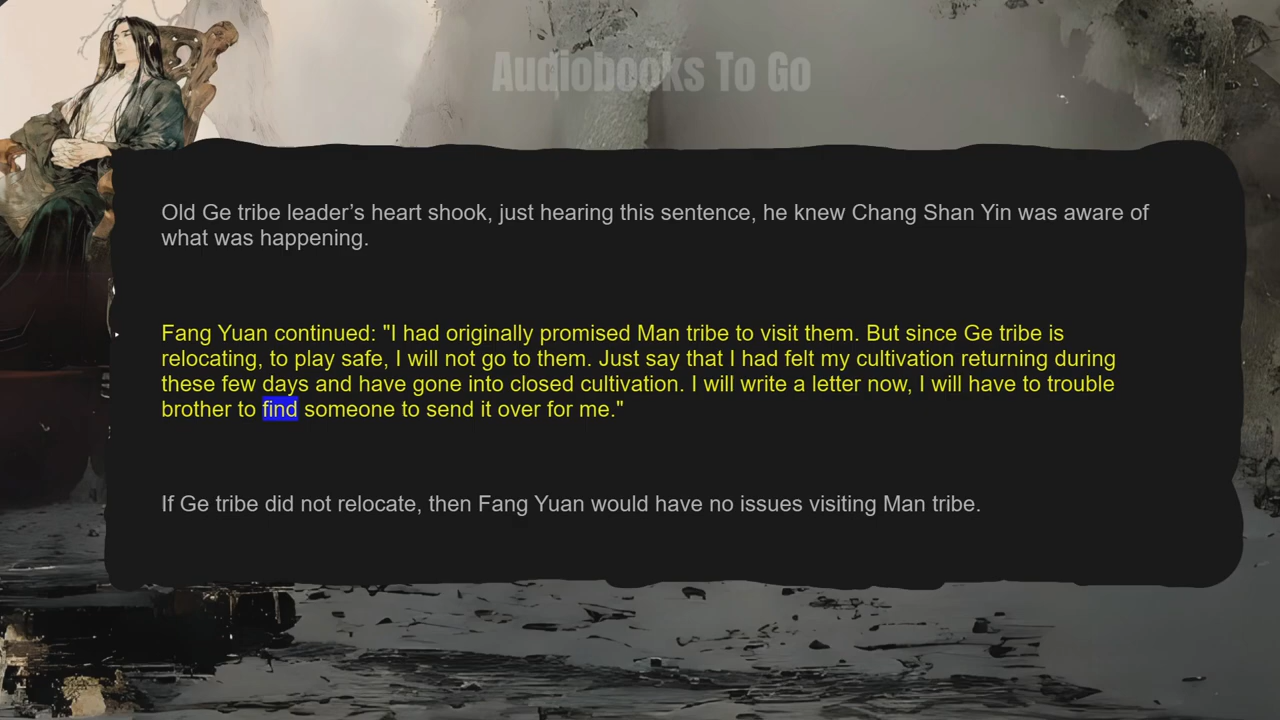 Audiobooks To Go
Old Ge tribe leader’s heart shook, just hearing this sentence, he knew Chang Shan Yin was aware of
what was happening.
Fang Yuan continued: "I had originally promised Man tribe to visit them. But since Ge tribe is
relocating, to play safe, I will not go to them. Just say that I had felt my cultivation returning during
these few days and have gone into closed cultivation. I will write a letter now, I will have to trouble
brother to find someone to send it over for me."
If Ge tribe did not relocate, then Fang Yuan would have no issues visiting Man tribe.